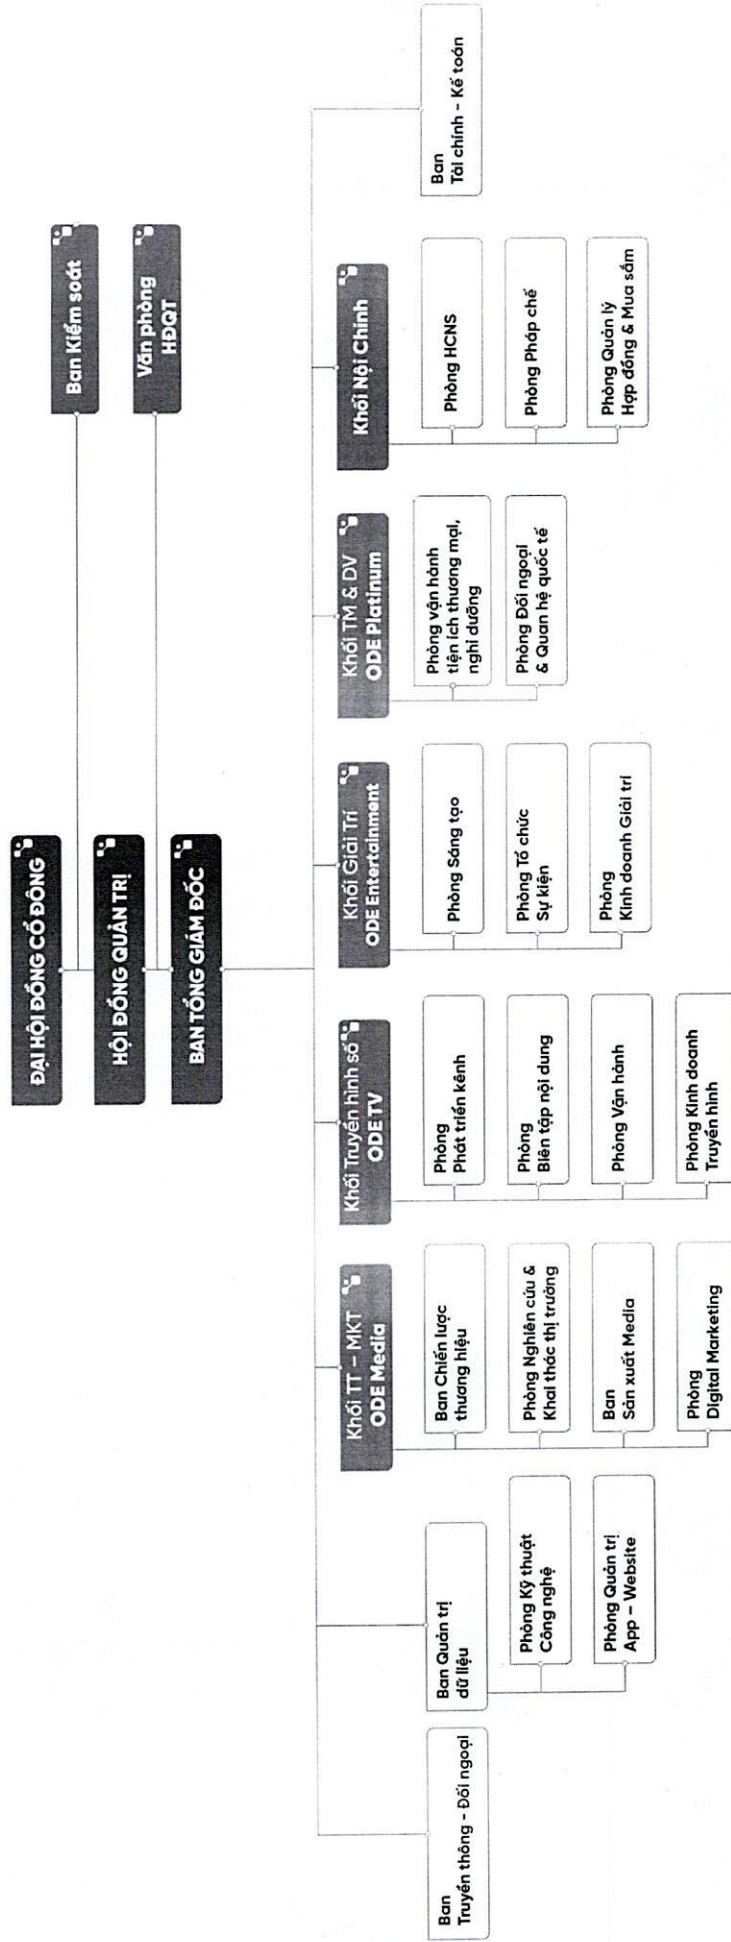 ĐẠI HỘI ĐỒNG CỔ ĐÔNG
Ban Kiểm soát
HỘI ĐỒNG QUẢN TRỊ
Văn phòng
HĐQT
BAN TỔNG GIÁM ĐỐC
Ban
Truyền thông - Đối ngoại
Ban Quản trị
dữ liệu
Phòng Kỹ thuật
Công nghệ
Phòng Quản trị
App - Website
Khối TT - MKT
ODE Media
Ban Chiến lược
thương hiệu
Phòng Nghiên cứu &
Khai thác thị trường
Ban
Sản xuất Media
Phòng
Digital Marketing
Khối Truyền hình số
ODE TV
Phòng
Phát triển kênh
Phòng
Biên tập nội dung
Phòng Vận hành
Phòng Kinh doanh
Truyền hình
Khối Giải Trí
ODE Entertainment
Phòng Sáng tạo
Phòng Tổ chức
Sự kiện
Phòng
Kinh doanh Giải trí
Khối TM & DV
ODE Platinum
Phòng vận hành
tiện ích thương mại,
nghỉ dưỡng
Phòng Đối ngoại
& Quan hệ quốc tế
Khối Nội Chính
Phòng HCNS
Phòng Pháp chế
Phòng Quản lý
Hợp đồng & Mua sắm
Ban
Tài chính - Kế toán